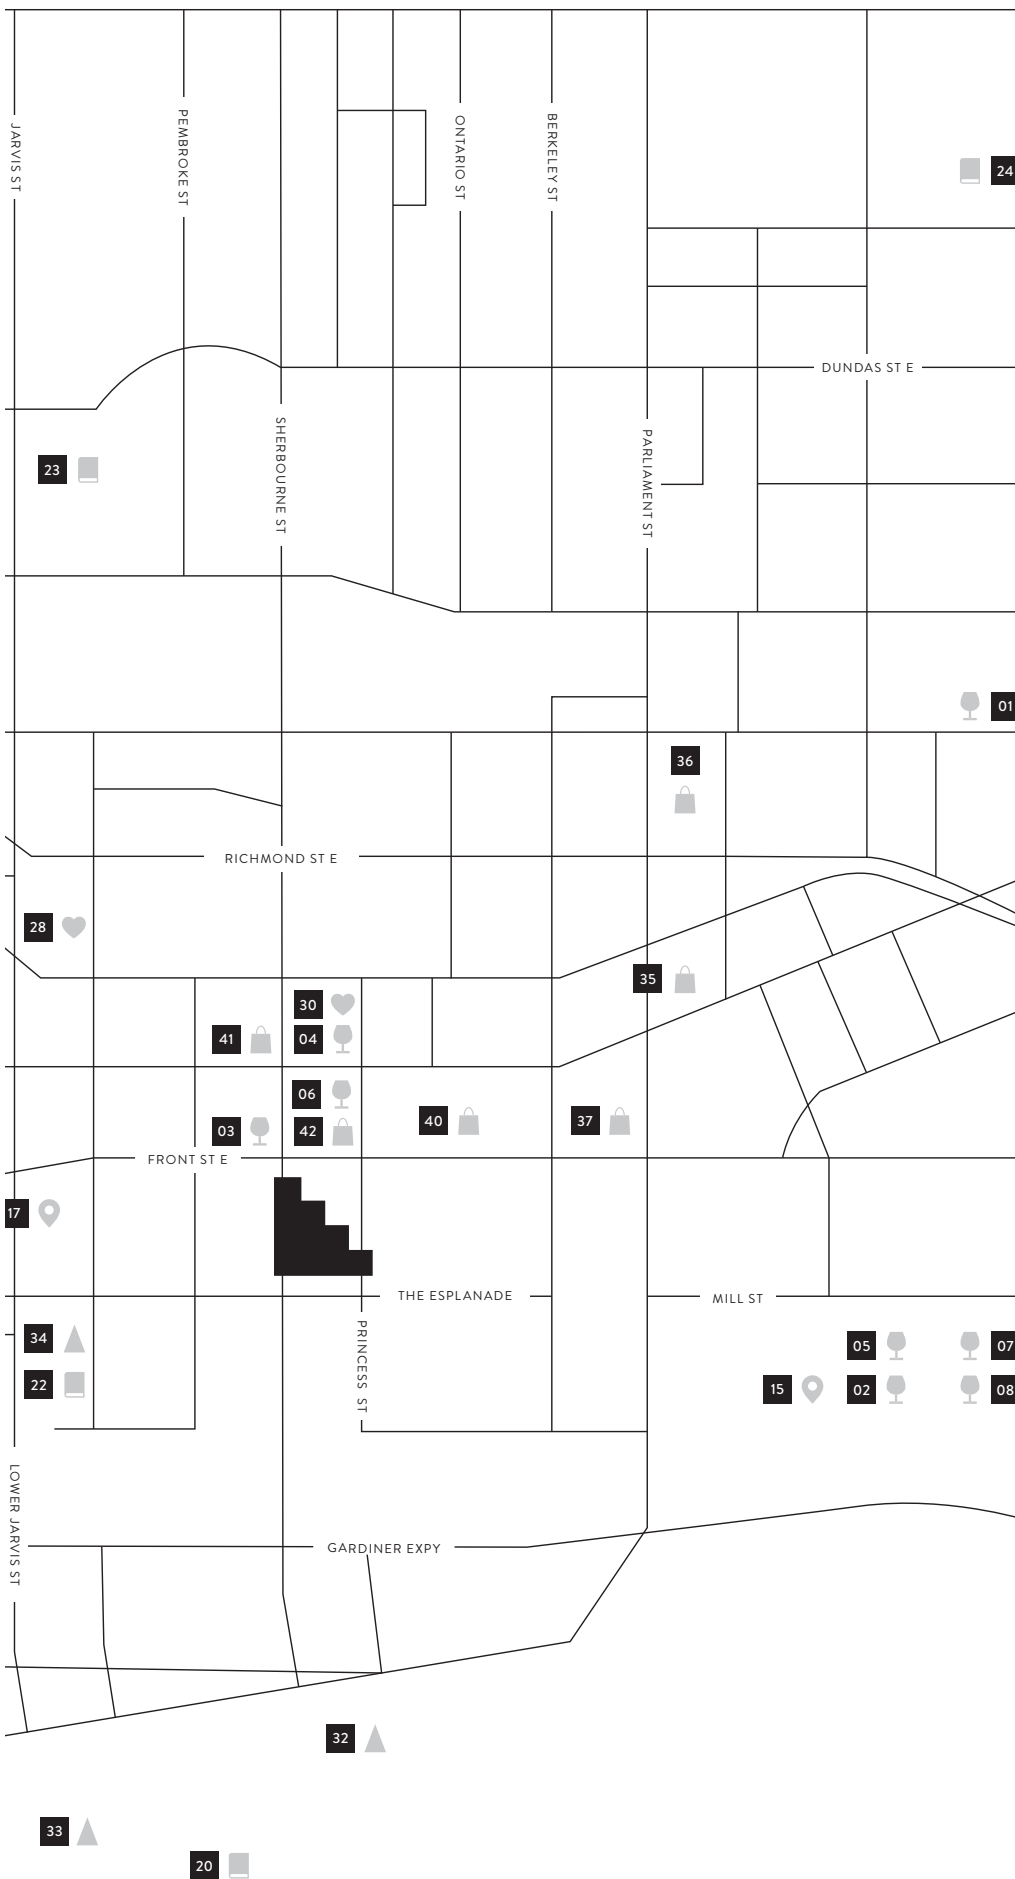 JARVIS ST
PEMBROKE ST
ONTARIO ST
BERKELEY ST
24
DUNDAS ST E
SHERBOURNE ST
PARLIAMENT ST
23
01
36
RICHMOND ST E
28
35
30
41
04
06
40
37
03
42
FRONT ST E
17
THE ESPLANADE
MILL ST
34
PRINCESS ST
05
07
22
15
02
08
LOWER JARVIS ST
GARDINER EXPY
32
33
20